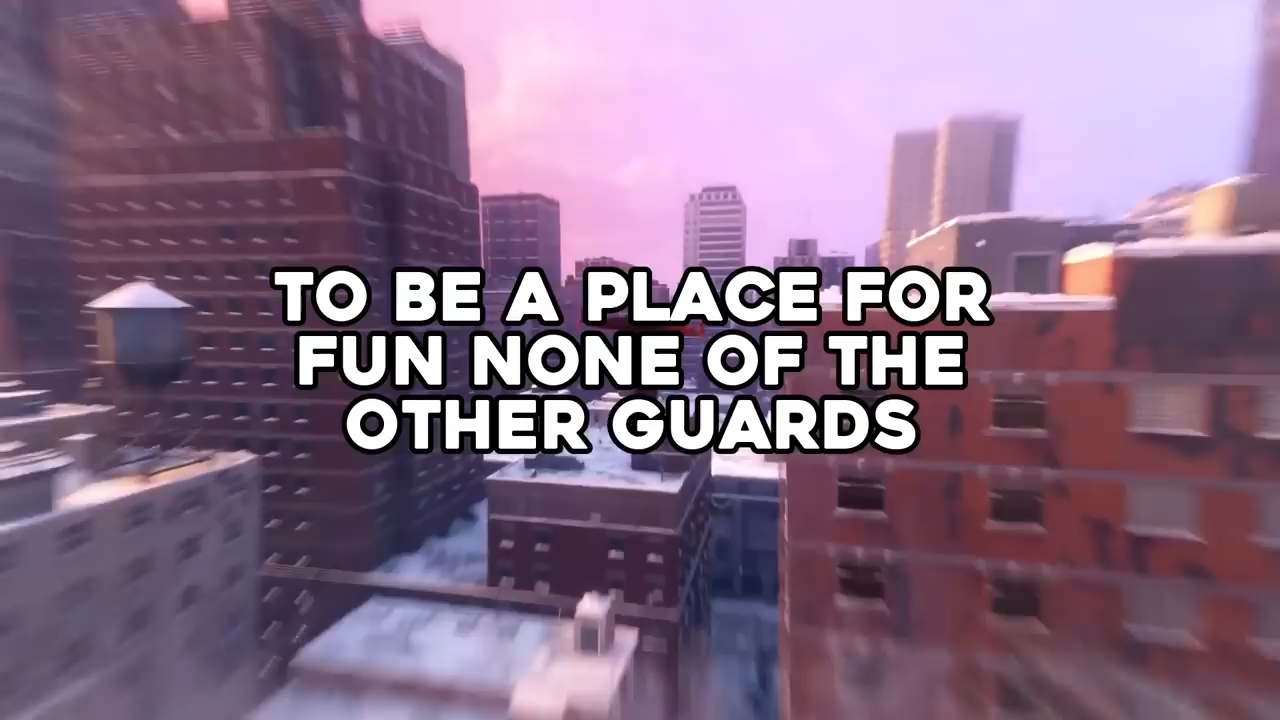 TO BE A PLACE FOR
FUN NONE OF THE
OTHER GUARDS